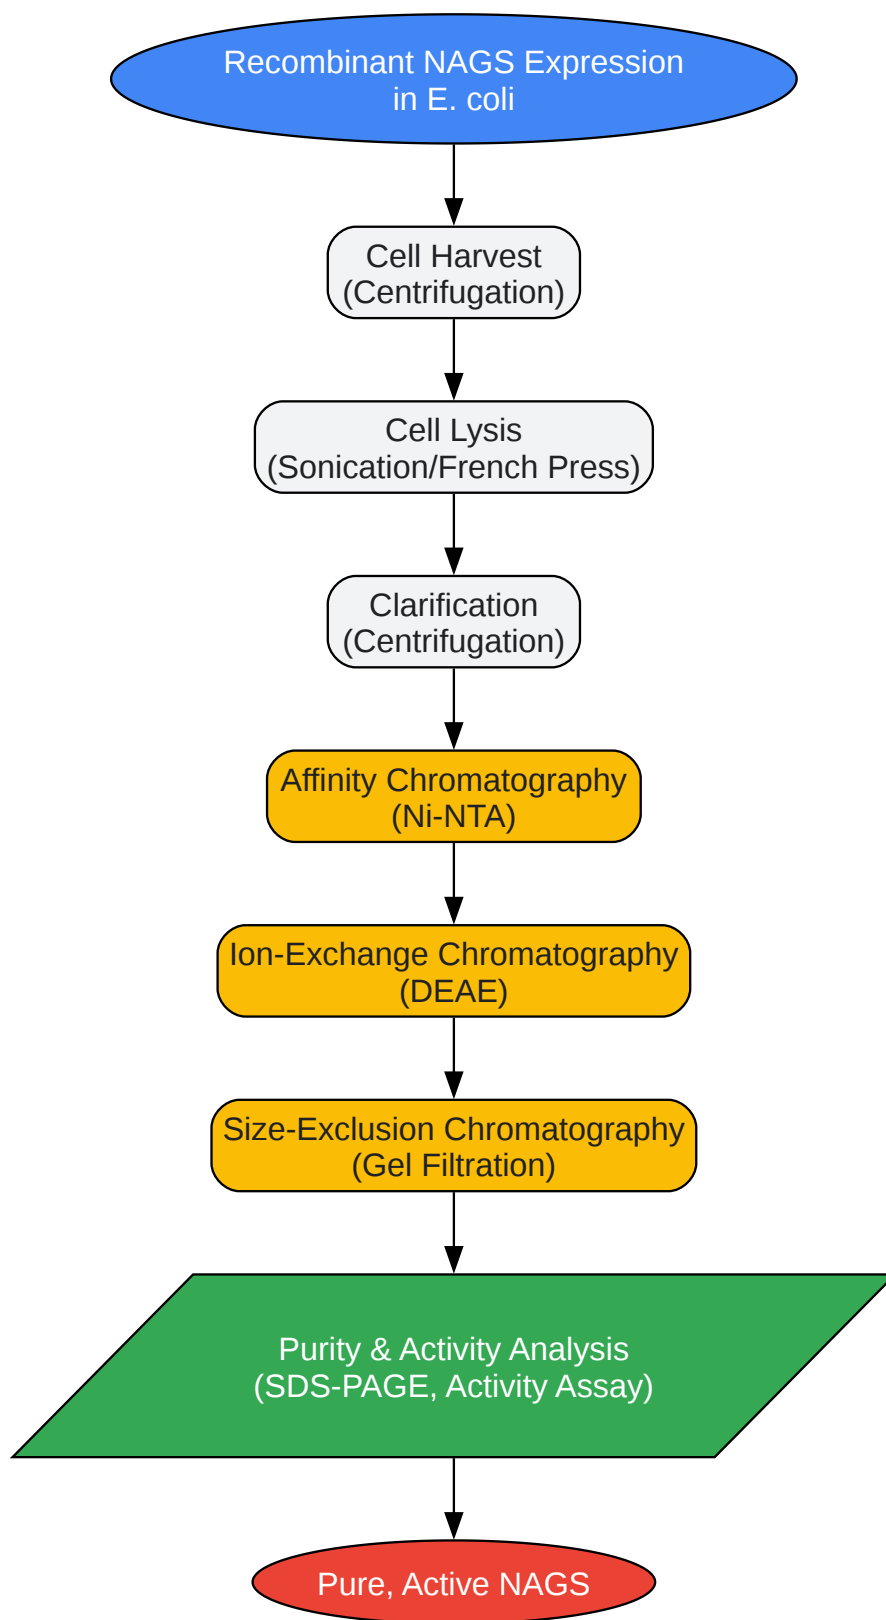 Recombinant NAGS Expression
in E. coli
Cell Harvest
(Centrifugation)
Cell Lysis
(Sonication/French Press)
Clarification
(Centrifugation)
Affinity Chromatography
(Ni-NTA)
Ion-Exchange Chromatography
(DEAE)
Size-Exclusion Chromatography
(Gel Filtration)
Purity & Activity Analysis
(SDS-PAGE, Activity Assay)
Pure, Active NAGS